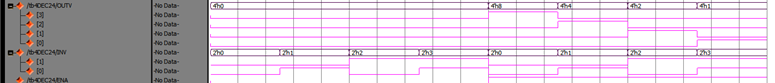 /tb4DEC24/OUTV -No Data- (4'h0 4'h8 4'h4 4'h2 4'h1
[3] -No Data-
[2] -No Data-
[1] -No Data-
[0] -No Data-
/tb4DEC24/INV -No Data- 2'h0 2'h1 2'h2 2'h3 2'h0 2'h1 2'h2 2'h3
[1] -No Data-
[0] -No Data-
/tb4DEC24/ENA -No Data-